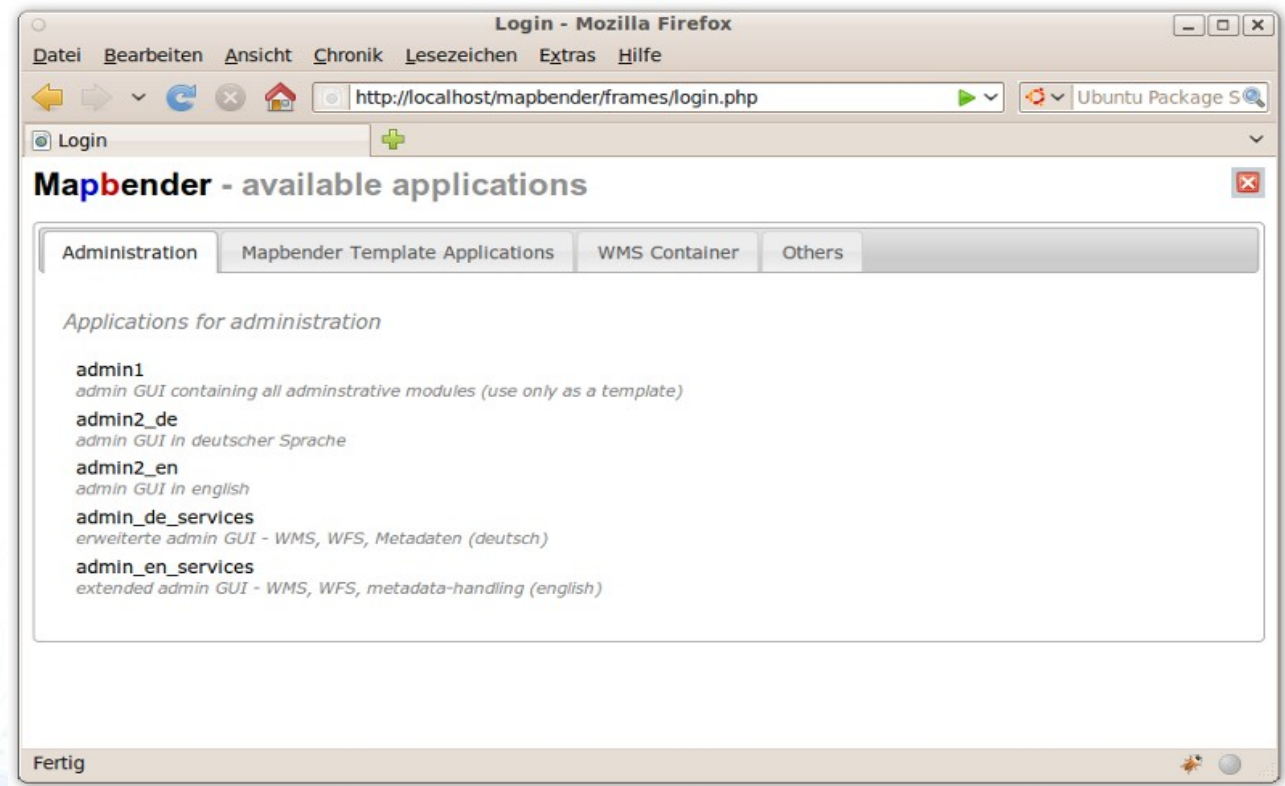 Login - Mozilla Firefox
Datei Bearbeiten Ansicht Chronik Lesezeichen Extras Hilfe
http://localhost/mapbender/frames/login.php Ubuntu Package S
Login
Mapbender - available applications
Administration Mapbender Template Applications WMS Container Others
Applications for administration
admin1
admin GUI containing all adminstrative modules (use only as a template)
admin2_de
admin GUI in deutscher Sprache
admin2_en
admin GUI in english
admin_de_services
erweiterte admin GUI - WMS, WFS, Metadaten (deutsch)
admin_en_services
extended admin GUI - WMS, WFS, metadata-handling (english)
Fertig